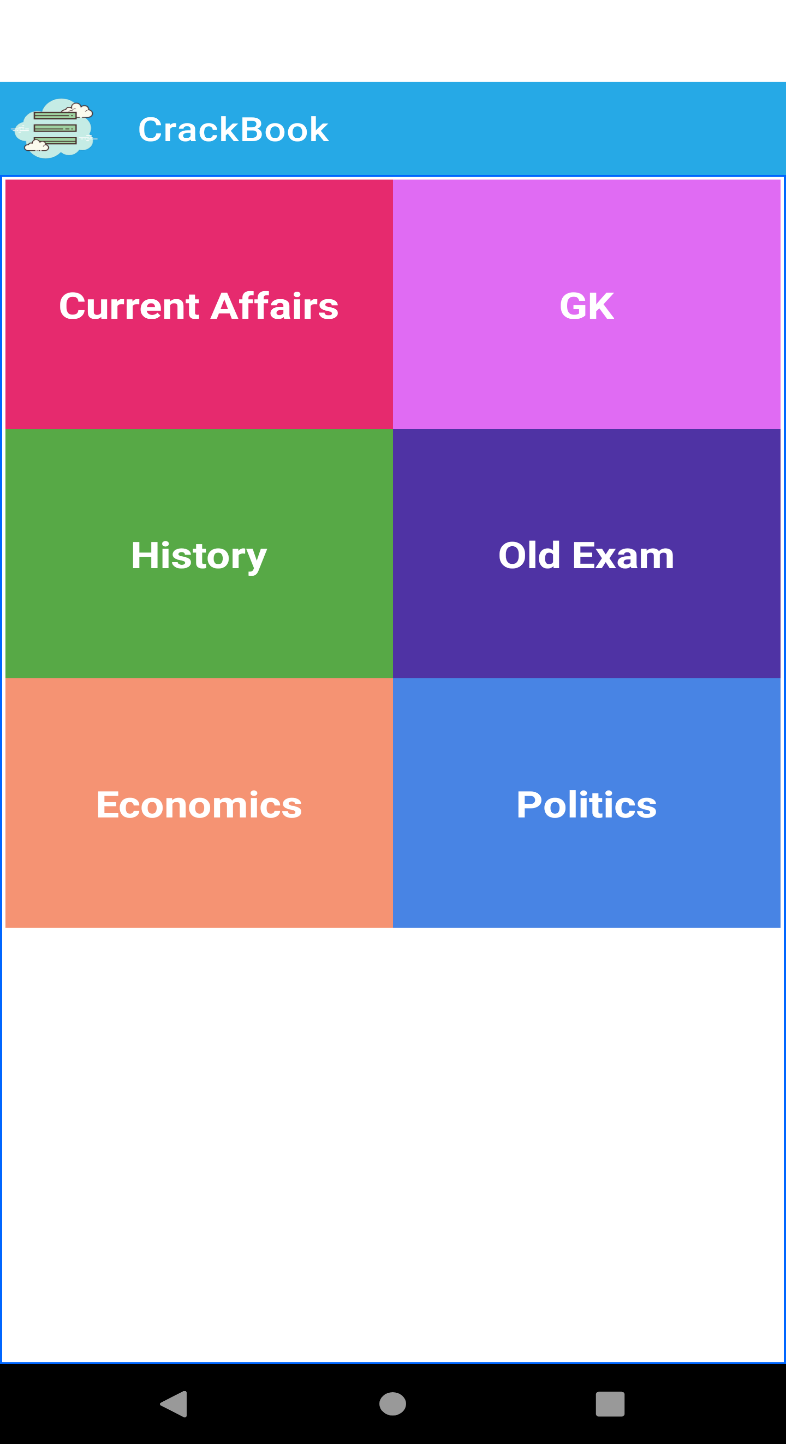 CrackBook
Current Affairs
GK
History
Old Exam
Economics
Politics